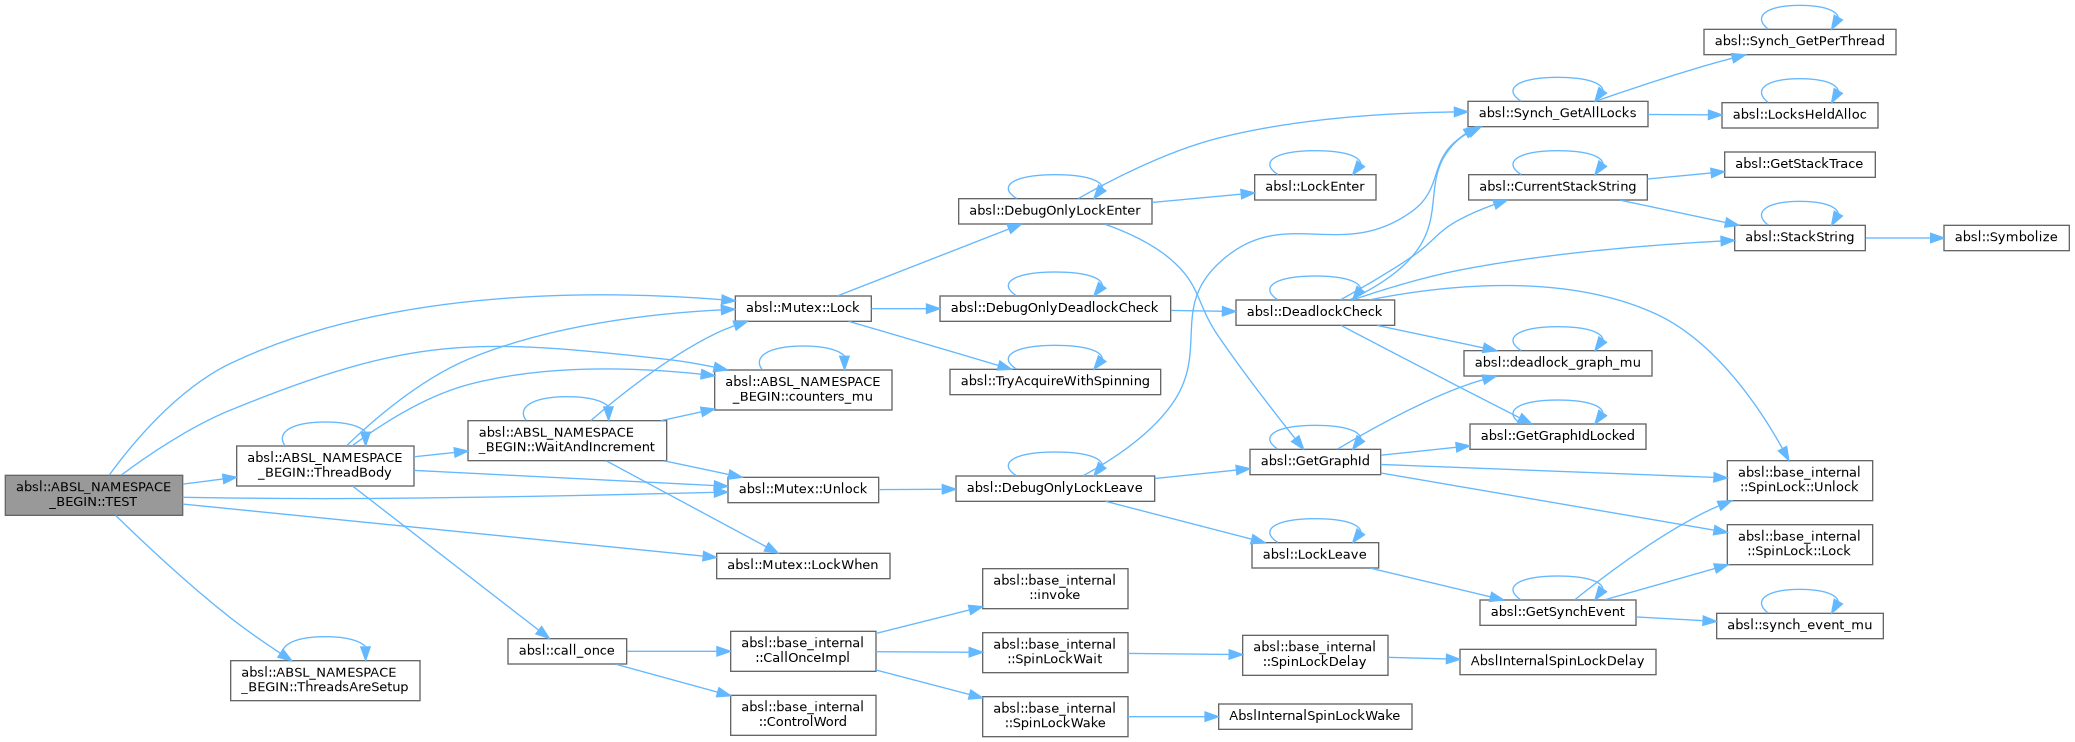 absl::ABSL_NAMESPACE
_BEGIN::TEST
absl::ABSL_NAMESPACE
_BEGIN::ThreadBody
absl::ABSL_NAMESPACE
_BEGIN::ThreadsAreSetup
absl::ABSL_NAMESPACE
_BEGIN::WaitAndIncrement
absl::call_once
absl::Mutex::Lock
absl::ABSL_NAMESPACE
_BEGIN::counters_mu
absl::Mutex::Unlock
absl::Mutex::LockWhen
absl::base_internal
::CallOnceImpl
absl::base_internal
::ControlWord
absl::DebugOnlyLockEnter
absl::DebugOnlyDeadlockCheck
absl::TryAcquireWithSpinning
absl::DebugOnlyLockLeave
absl::base_internal
::invoke
absl::base_internal
::SpinLockWait
absl::base_internal
::SpinLockWake
absl::LockEnter
absl::DeadlockCheck
absl::GetGraphId
absl::LockLeave
absl::base_internal
::SpinLockDelay
AbslInternalSpinLockWake
absl::Synch_GetAllLocks
absl::CurrentStackString
absl::deadlock_graph_mu
absl::GetGraphIdLocked
absl::GetSynchEvent
AbslInternalSpinLockDelay
absl::Synch_GetPerThread
absl::LocksHeldAlloc
absl::GetStackTrace
absl::StackString
absl::base_internal
::SpinLock::Unlock
absl::base_internal
::SpinLock::Lock
absl::synch_event_mu
absl::Symbolize